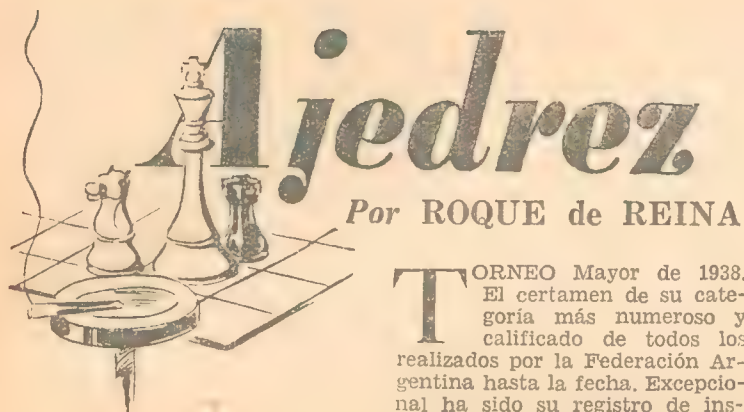 Ajedrez
Por ROQUE de REINA
TORNEO Mayor de 1938.
El certamen de su cate-
goría más numeroso y
calificado de todos los
realizados por la Federación Ar-
gentina hasta la fecha. Excepcio-
nal ha sido su registro de ins-